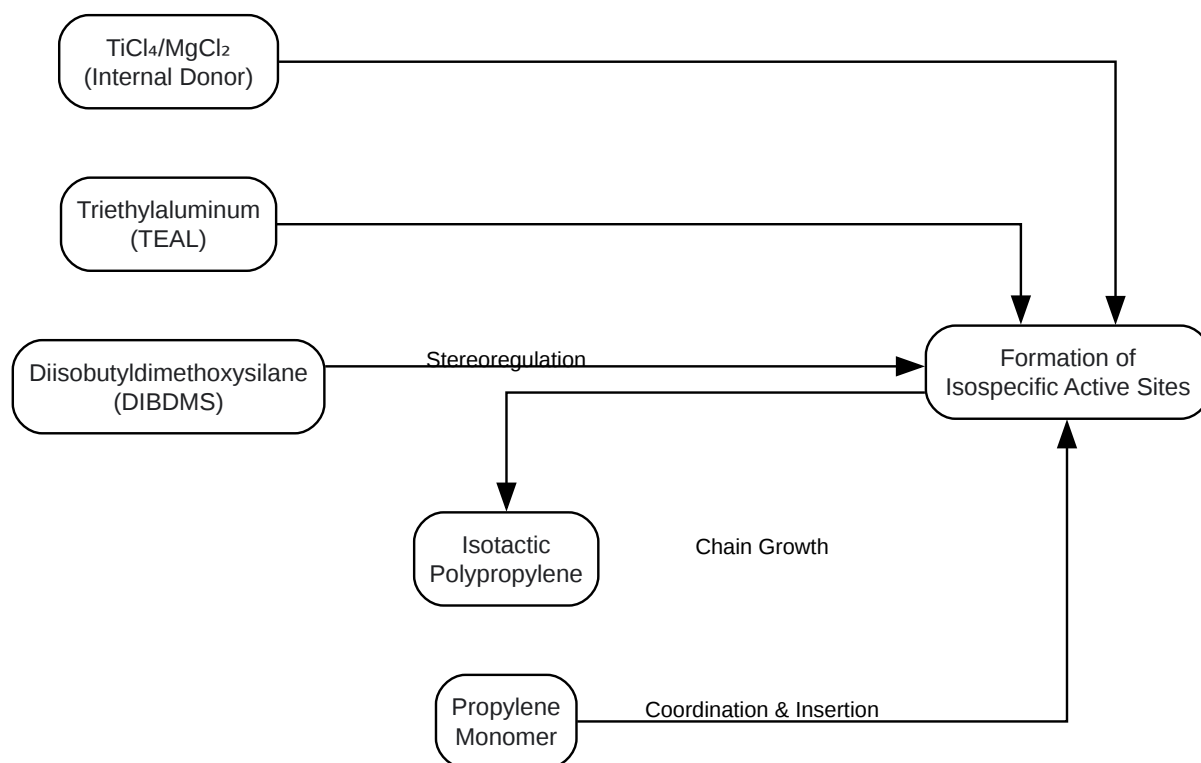 TiCl₄/MgCl₂
(Internal Donor)
Triethylaluminum
(TEAL)
Diisobutyldimethoxysilane
(DIBDMS)
Stereoregulation
Formation of
Isospecific Active Sites
Isotactic
Polypropylene
Chain Growth
Propylene
Monomer
Coordination & Insertion